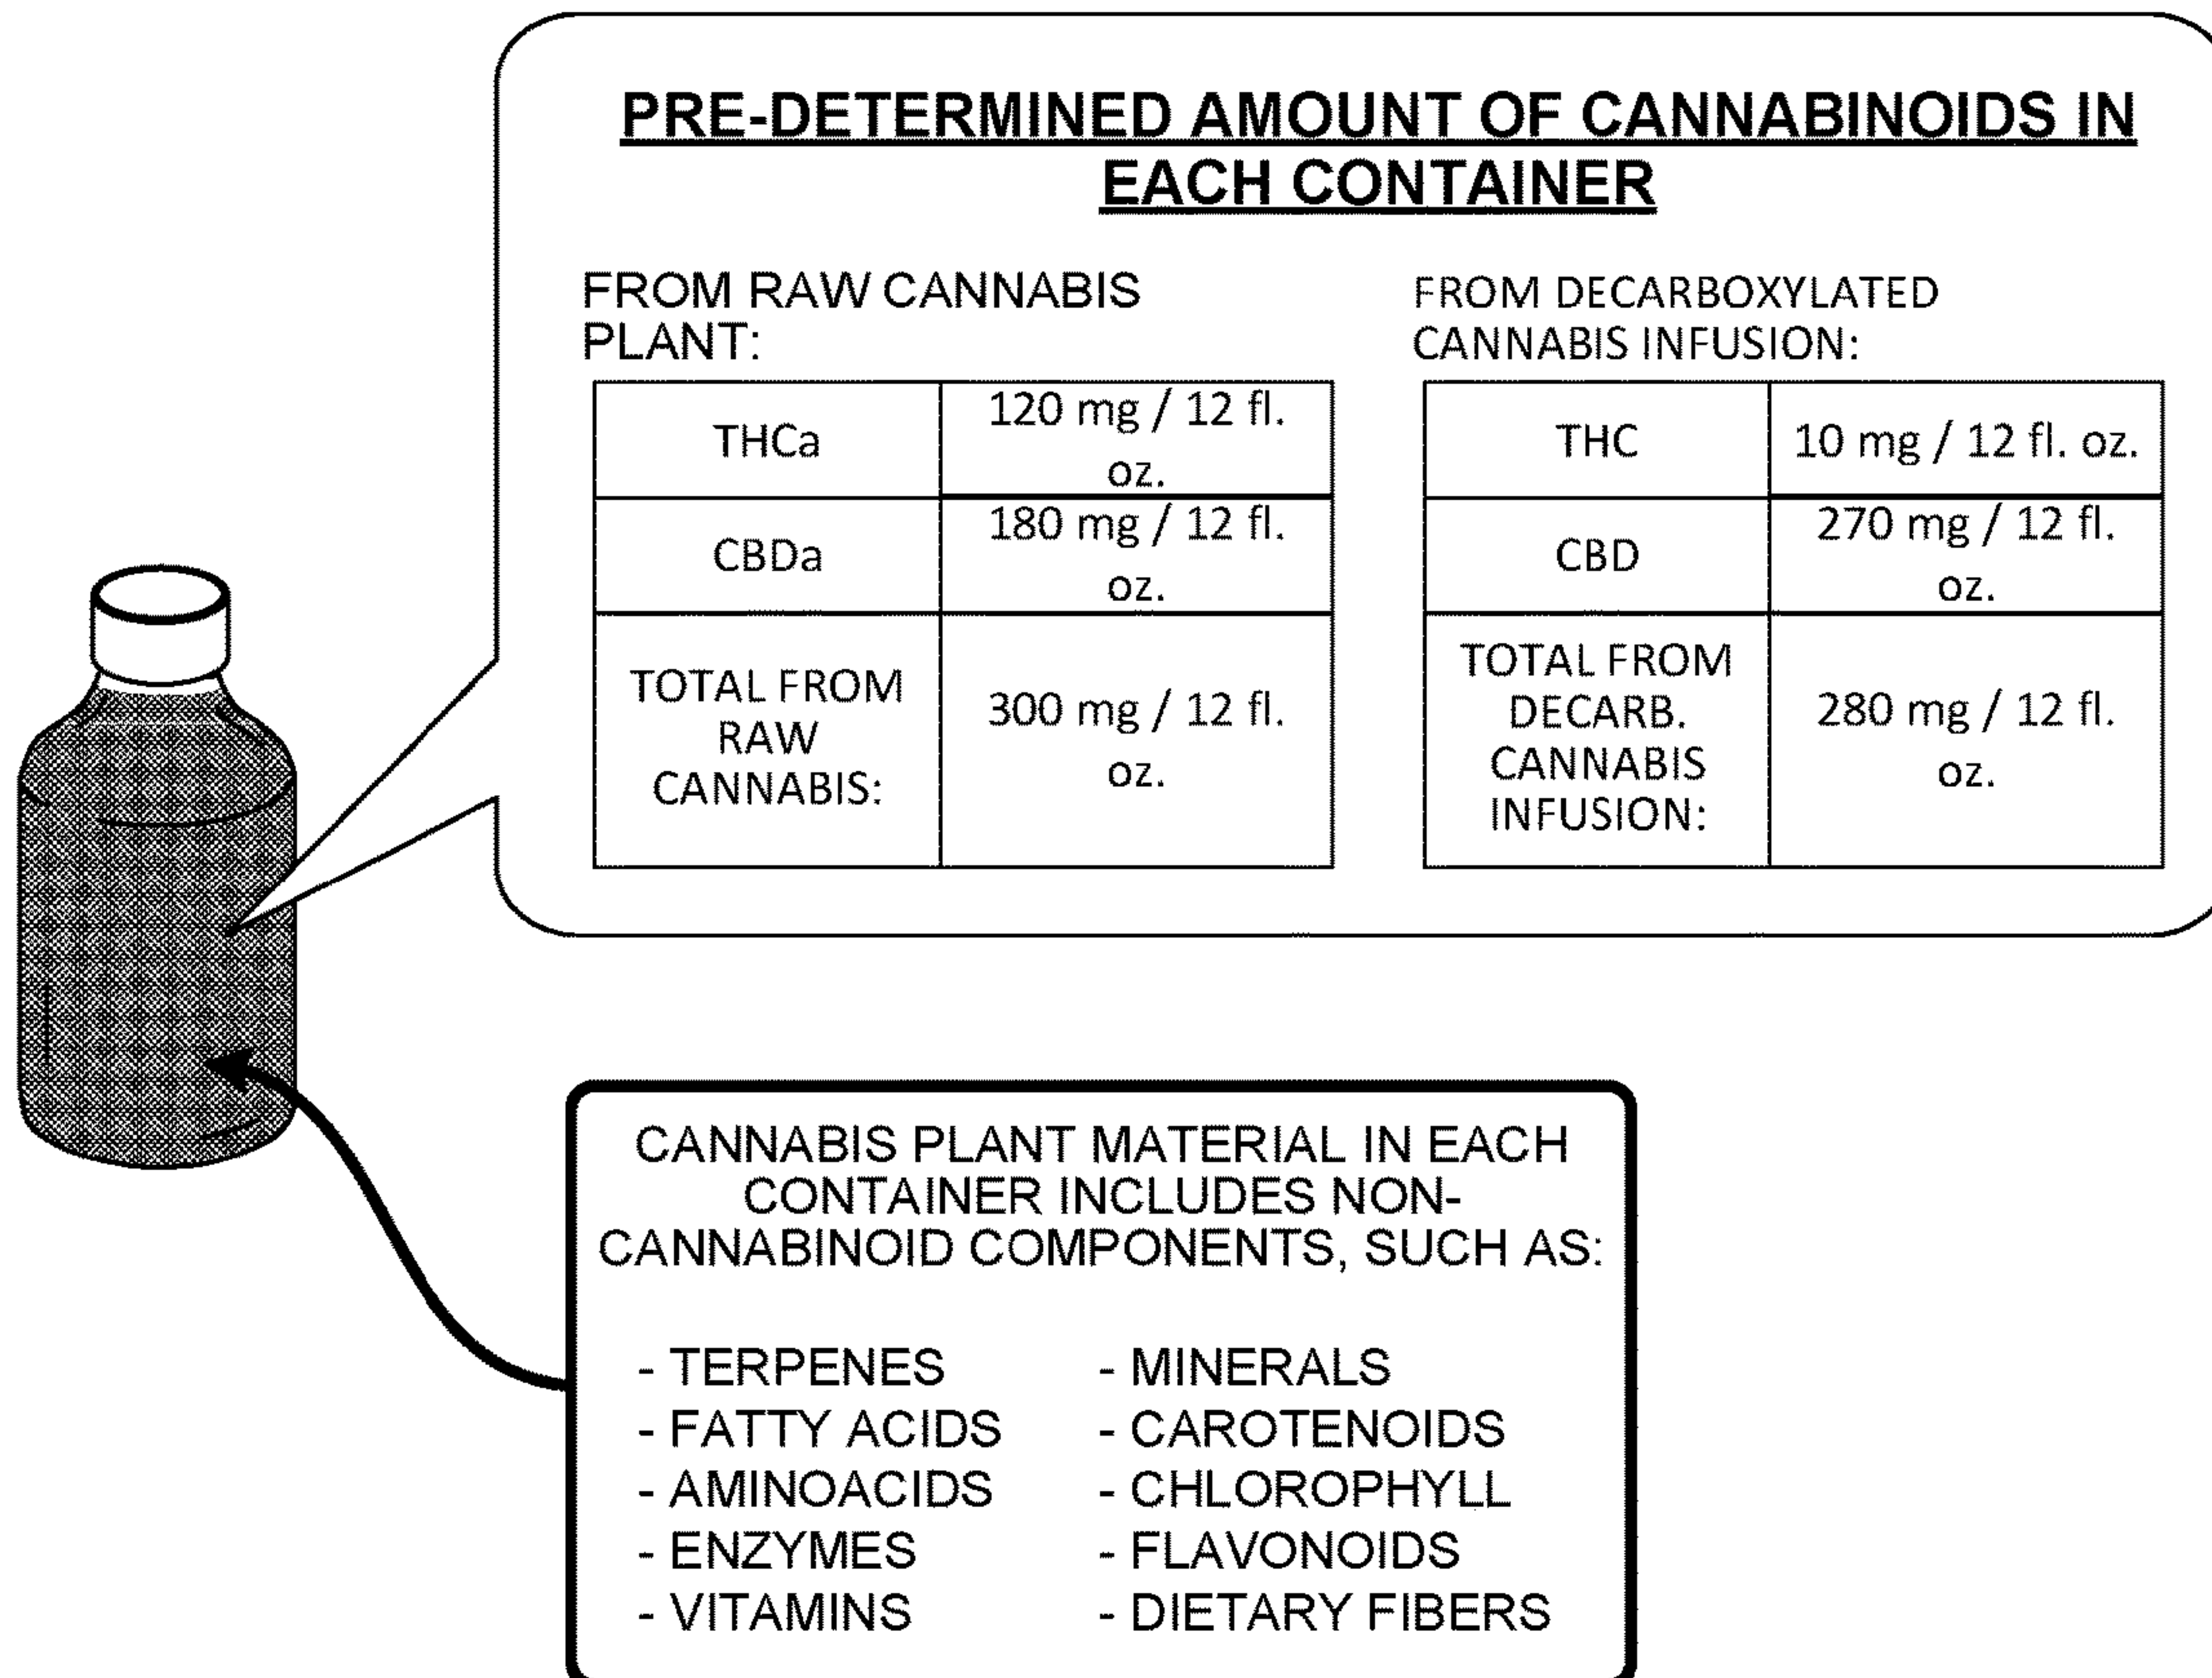 PRE-DETERMINED AMOUNT OF CANNABINOIDS IN
EACH CONTAINER
FROM RAW CANNABIS
PLANT:
THCa
120 mg / 12 fl.
oz.
CBDa
180 mg / 12 fl.
oz.
TOTAL FROM
RAW
CANNABIS:
300 mg / 12 fl.
oz.
FROM DECARBOXYLATED
CANNABIS INFUSION:
THC
10 mg / 12 fl. oz.
CBD
270 mg / 12 fl.
oz.
TOTAL FROM
DECARB.
CANNABIS
INFUSION:
280 mg / 12 fl.
oz.
CANNABIS PLANT MATERIAL IN EACH
CONTAINER INCLUDES NON-
CANNABINOID COMPONENTS, SUCH AS:
- TERPENES
- FATTY ACIDS
- AMINOACIDS
- ENZYMES
- VITAMINS
- MINERALS
- CAROTENOIDS
- CHLOROPHYLL
- FLAVONOIDS
- DIETARY FIBERS